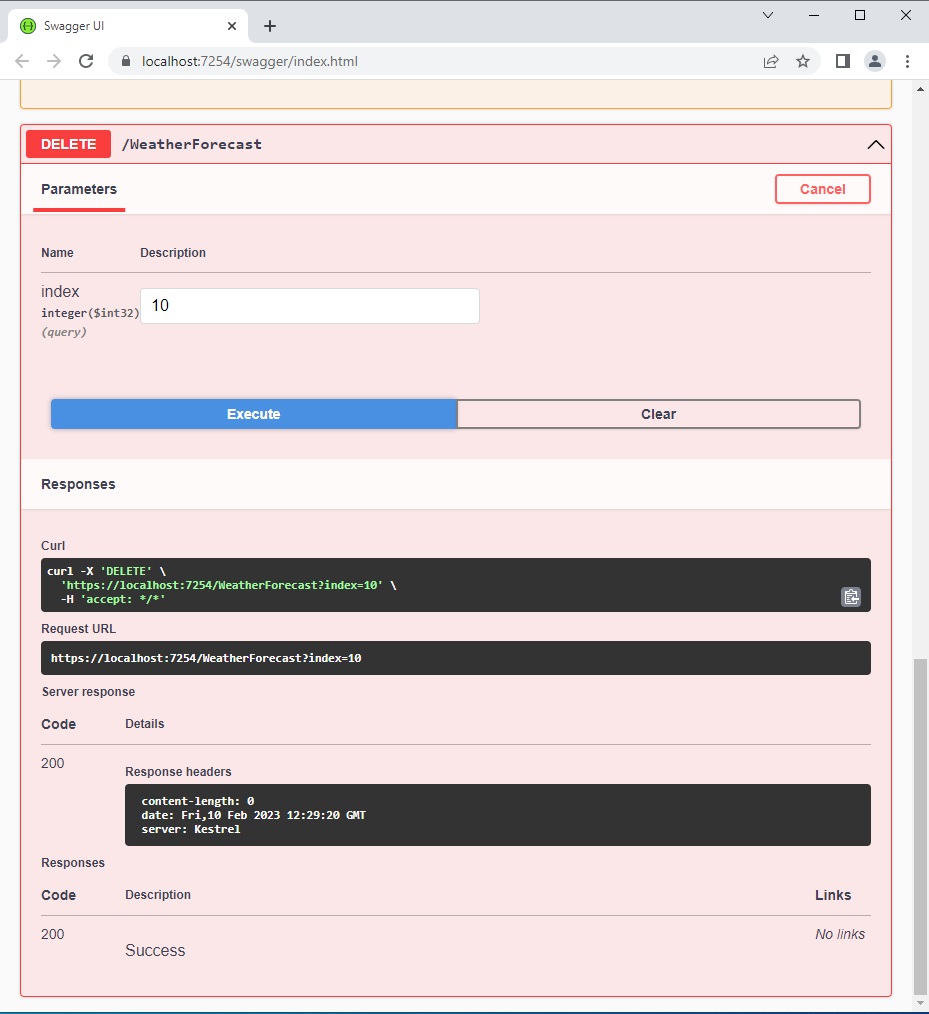 Swagger UI
localhost:7254/swagger/index.html
DELETE /WeatherForecast
Parameters Cancel
Name Description
index
integer($int32) 10
(query)
Execute Clear
Responses
Curl
curl -X 'DELETE' \
'https://localhost:7254/WeatherForecast?index=10' \
-H 'accept: */*'
Request URL
https://localhost:7254/WeatherForecast?index=10
Server response
Code Details
200
Response headers
content-length: 0
date: Fri,10 Feb 2023 12:29:20 GMT
server: Kestrel
Responses
Code Description Links
200 No links
Success